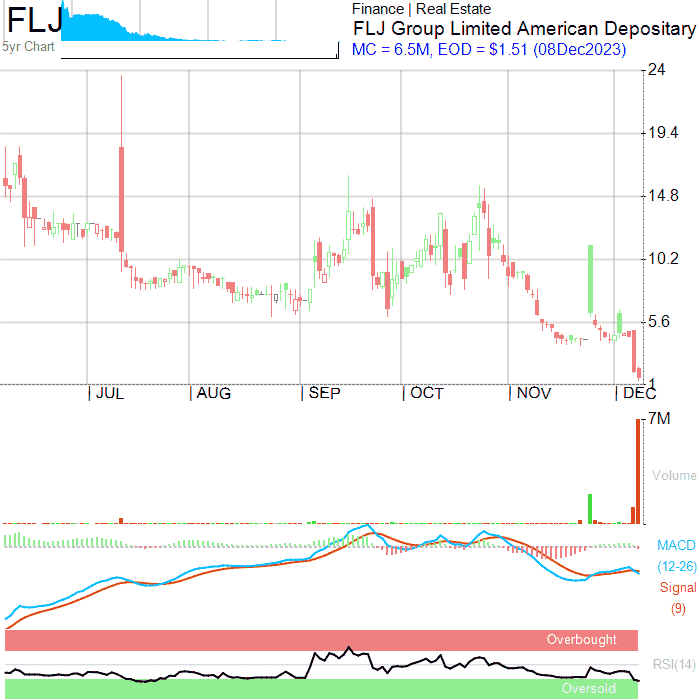 FLJ
5yr Chart
Finance | Real Estate
FLJ Group Limited American Depositary
MC = 6.5M, EOD = $1.51 (08Dec2023)
24
19.4
14.8
10.2
5.6
1
| JUL | AUG | SEP | OCT | NOV | DEC
7M
Volume
MACD
(12-26)
Signal
(9)
Overbought
RSI(14)
Oversold